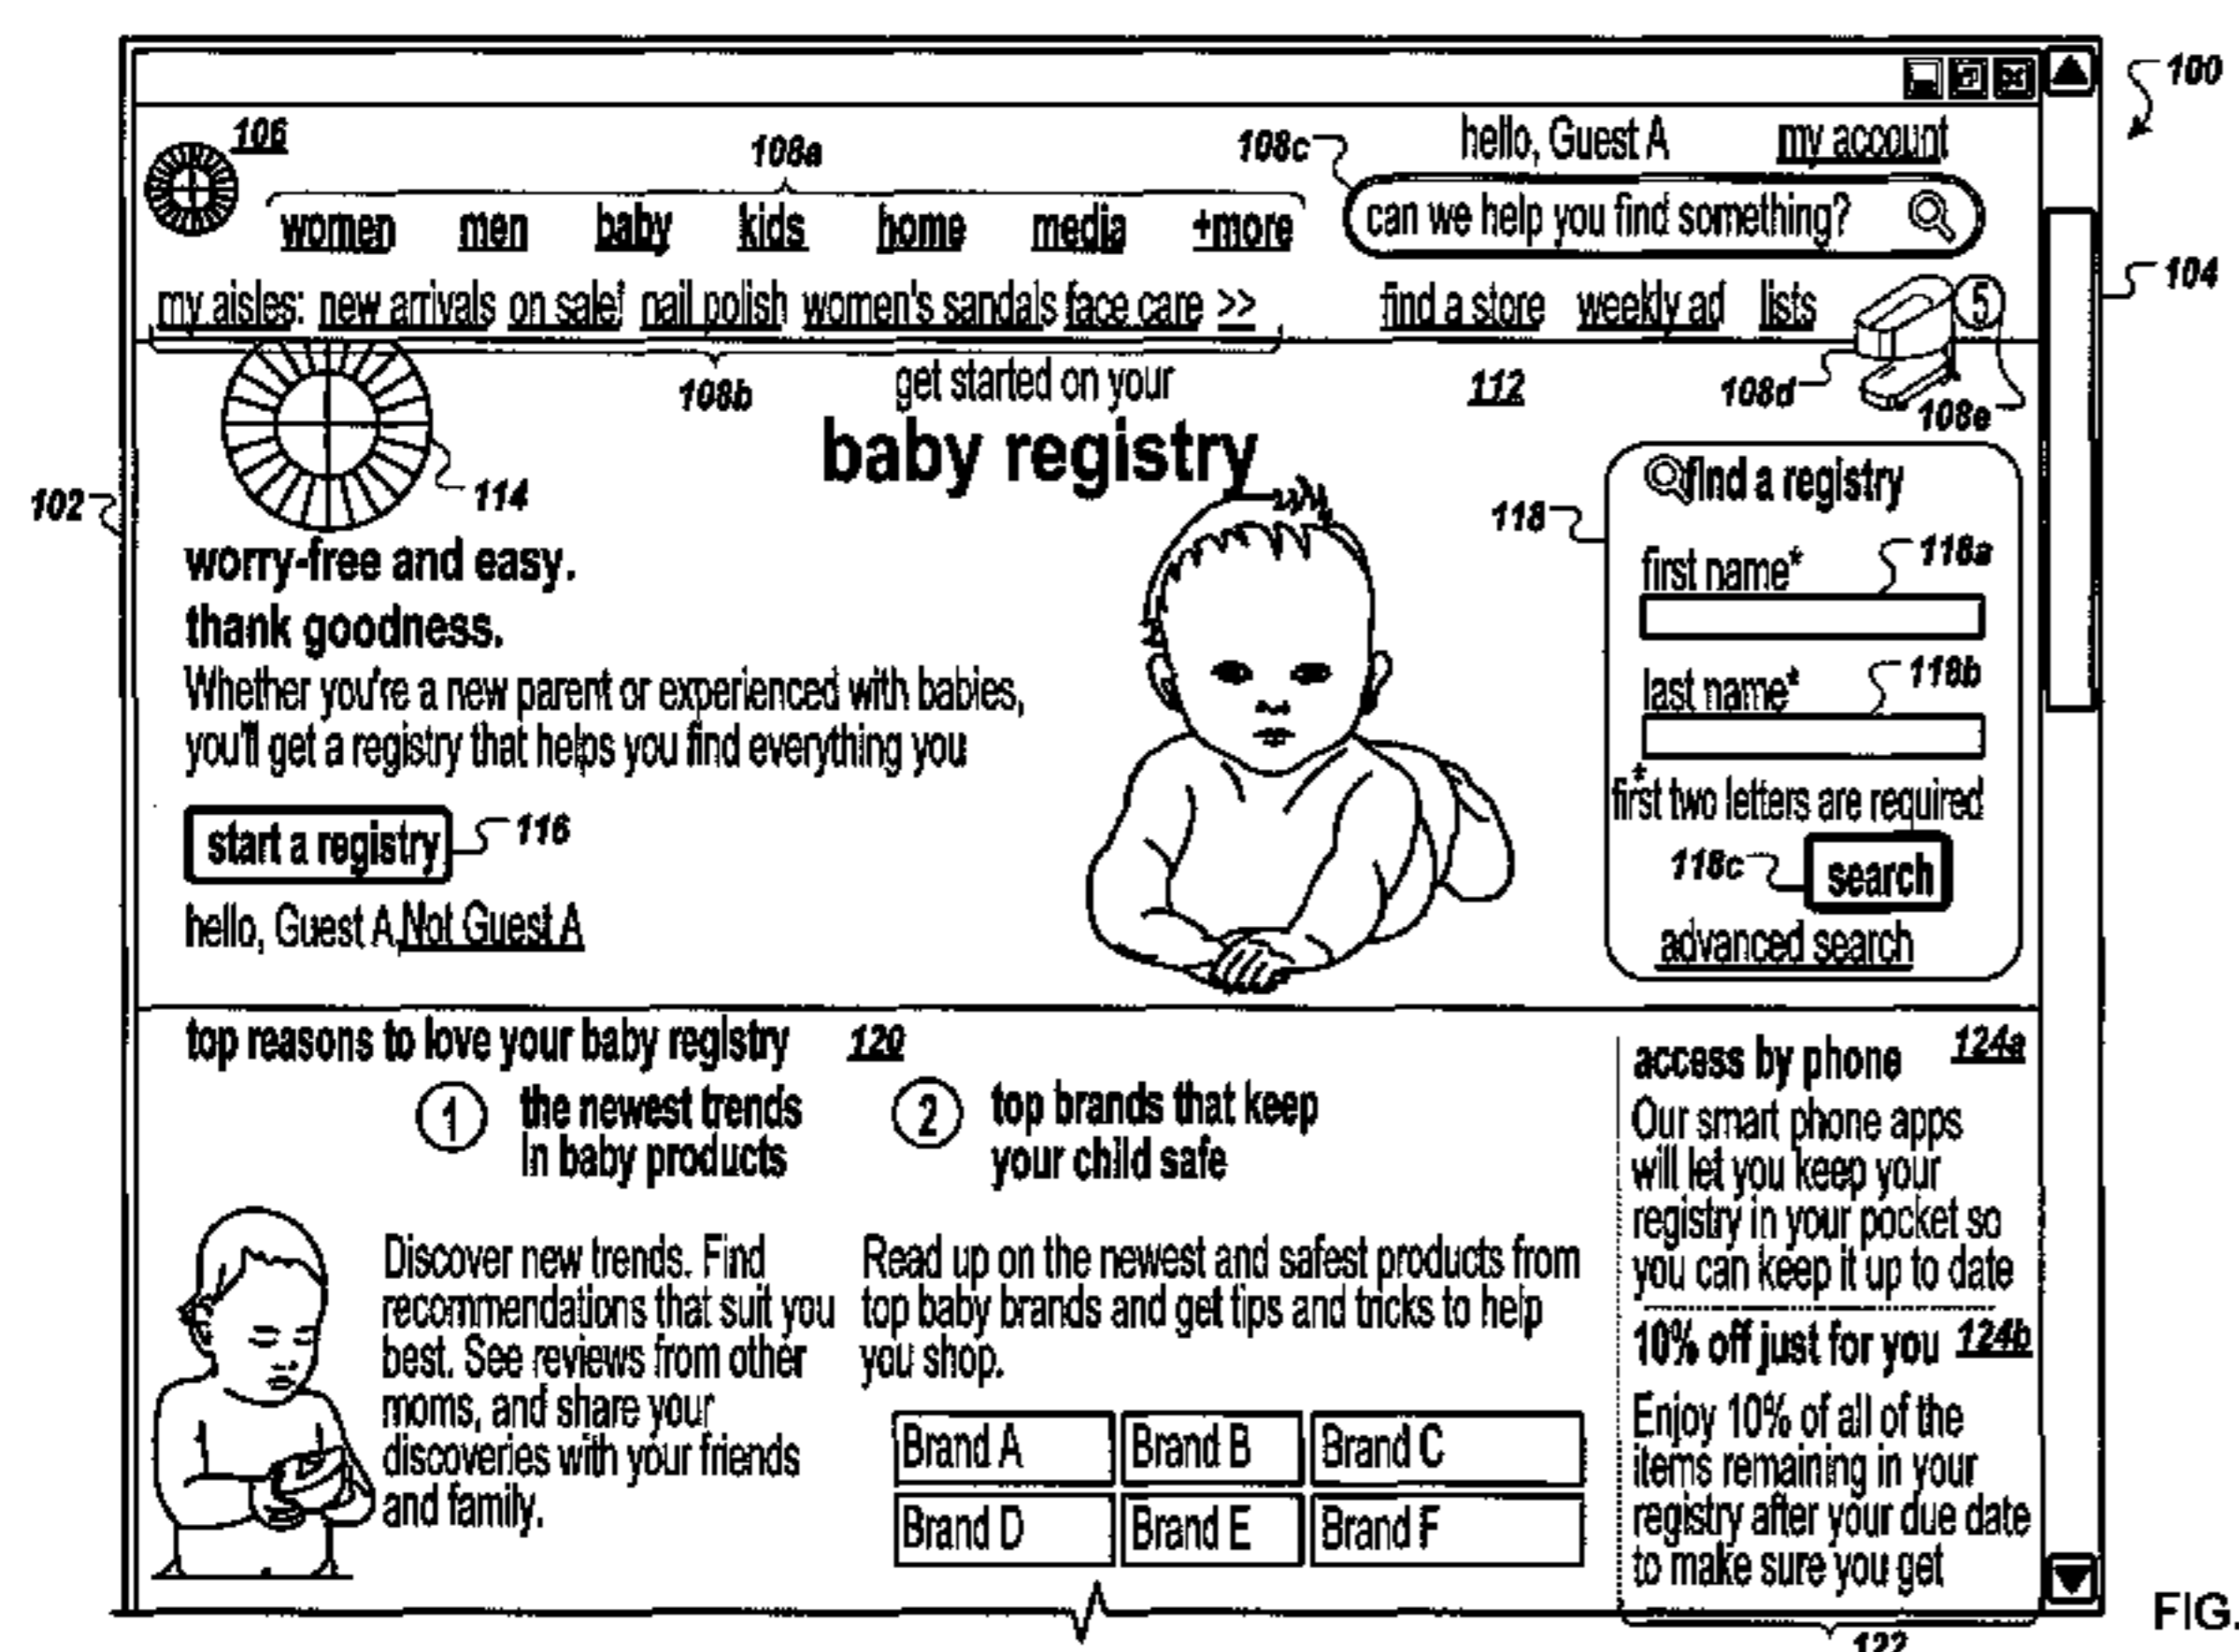 100
106
108a
108c
hello, Guest A my account
women men baby kids home media +more
can we help you find something?
104
my aisles: new arrivals on sale! nail polish women's sandals face care >>
find a store weekly ad lists
5
108b
108d
108e
112
get started on your
baby registry
102
114
worry-free and easy.
thank goodness.
Whether you're a new parent or experienced with babies,
you'll get a registry that helps you find everything you
start a registry
116
hello, Guest A Not Guest A
118
find a registry
first name*
118a
last name*
118b
*
first two letters are required
118c
search
advanced search
top reasons to love your baby registry 120
1 the newest trends
in baby products
2 top brands that keep
your child safe
Discover new trends. Find
recommendations that suit you
best. See reviews from other
moms, and share your
discoveries with your friends
and family.
Read up on the newest and safest products from
top baby brands and get tips and tricks to help
you shop.
Brand A Brand B Brand C
Brand D Brand E Brand F
access by phone 124a
Our smart phone apps
will let you keep your
registry in your pocket so
you can keep it up to date
10% off just for you 124b
Enjoy 10% of all of the
items remaining in your
registry after your due date
to make sure you get
122
FIG.